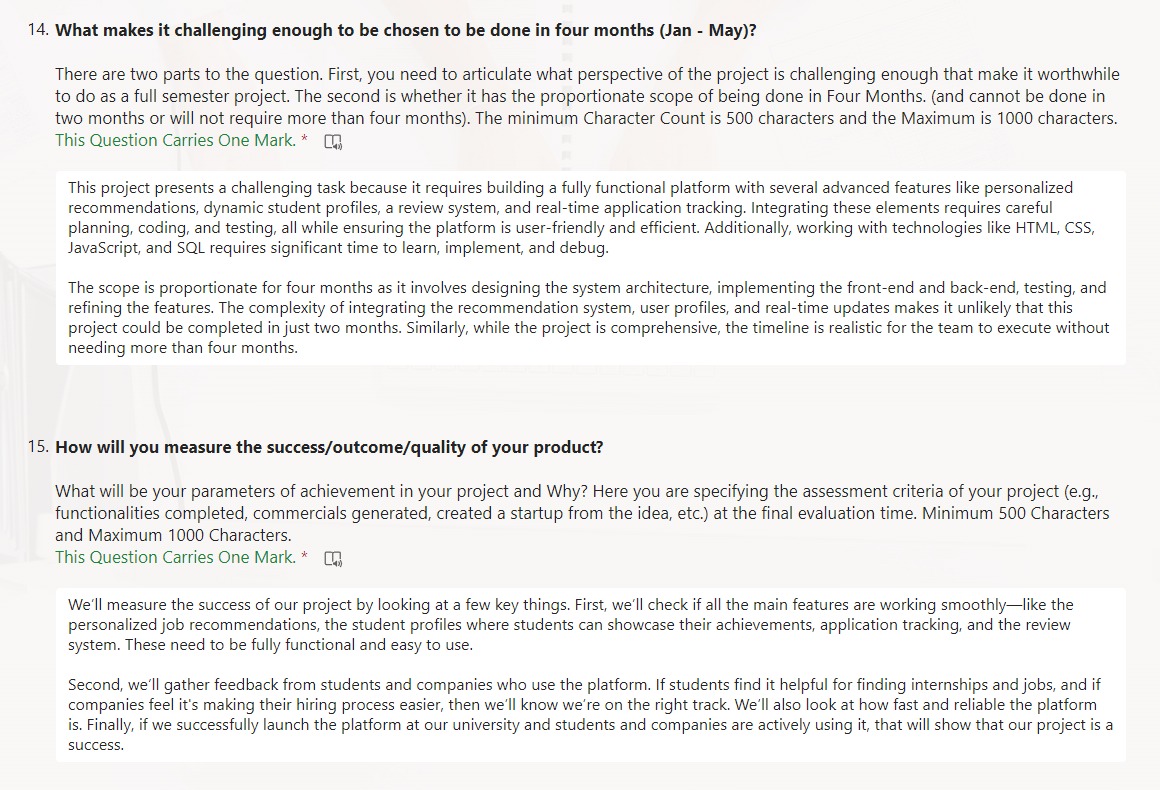 14. What makes it challenging enough to be chosen to be done in four months (Jan - May)?
There are two parts to the question. First, you need to articulate what perspective of the project is challenging enough that make it worthwhile
to do as a full semester project. The second is whether it has the proportionate scope of being done in Four Months. (and cannot be done in
two months or will not require more than four months). The minimum Character Count is 500 characters and the Maximum is 1000 characters.
This Question Carries One Mark. *
This project presents a challenging task because it requires building a fully functional platform with several advanced features like personalized
recommendations, dynamic student profiles, a review system, and real-time application tracking. Integrating these elements requires careful
planning, coding, and testing, all while ensuring the platform is user-friendly and efficient. Additionally, working with technologies like HTML, CSS,
JavaScript, and SQL requires significant time to learn, implement, and debug.
The scope is proportionate for four months as it involves designing the system architecture, implementing the front-end and back-end, testing, and
refining the features. The complexity of integrating the recommendation system, user profiles, and real-time updates makes it unlikely that this
project could be completed in just two months. Similarly, while the project is comprehensive, the timeline is realistic for the team to execute without
needing more than four months.
15. How will you measure the success/outcome/quality of your product?
What will be your parameters of achievement in your project and Why? Here you are specifying the assessment criteria of your project (e.g.,
functionalities completed, commercials generated, created a startup from the idea, etc.) at the final evaluation time. Minimum 500 Characters
and Maximum 1000 Characters.
This Question Carries One Mark. *
We'll measure the success of our project by looking at a few key things. First, we'll check if all the main features are working smoothly—like the
personalized job recommendations, the student profiles where students can showcase their achievements, application tracking, and the review
system. These need to be fully functional and easy to use.
Second, we'll gather feedback from students and companies who use the platform. If students find it helpful for finding internships and jobs, and if
companies feel it's making their hiring process easier, then we'll know we're on the right track. We'll also look at how fast and reliable the platform
is. Finally, if we successfully launch the platform at our university and students and companies are actively using it, that will show that our project is a
success.